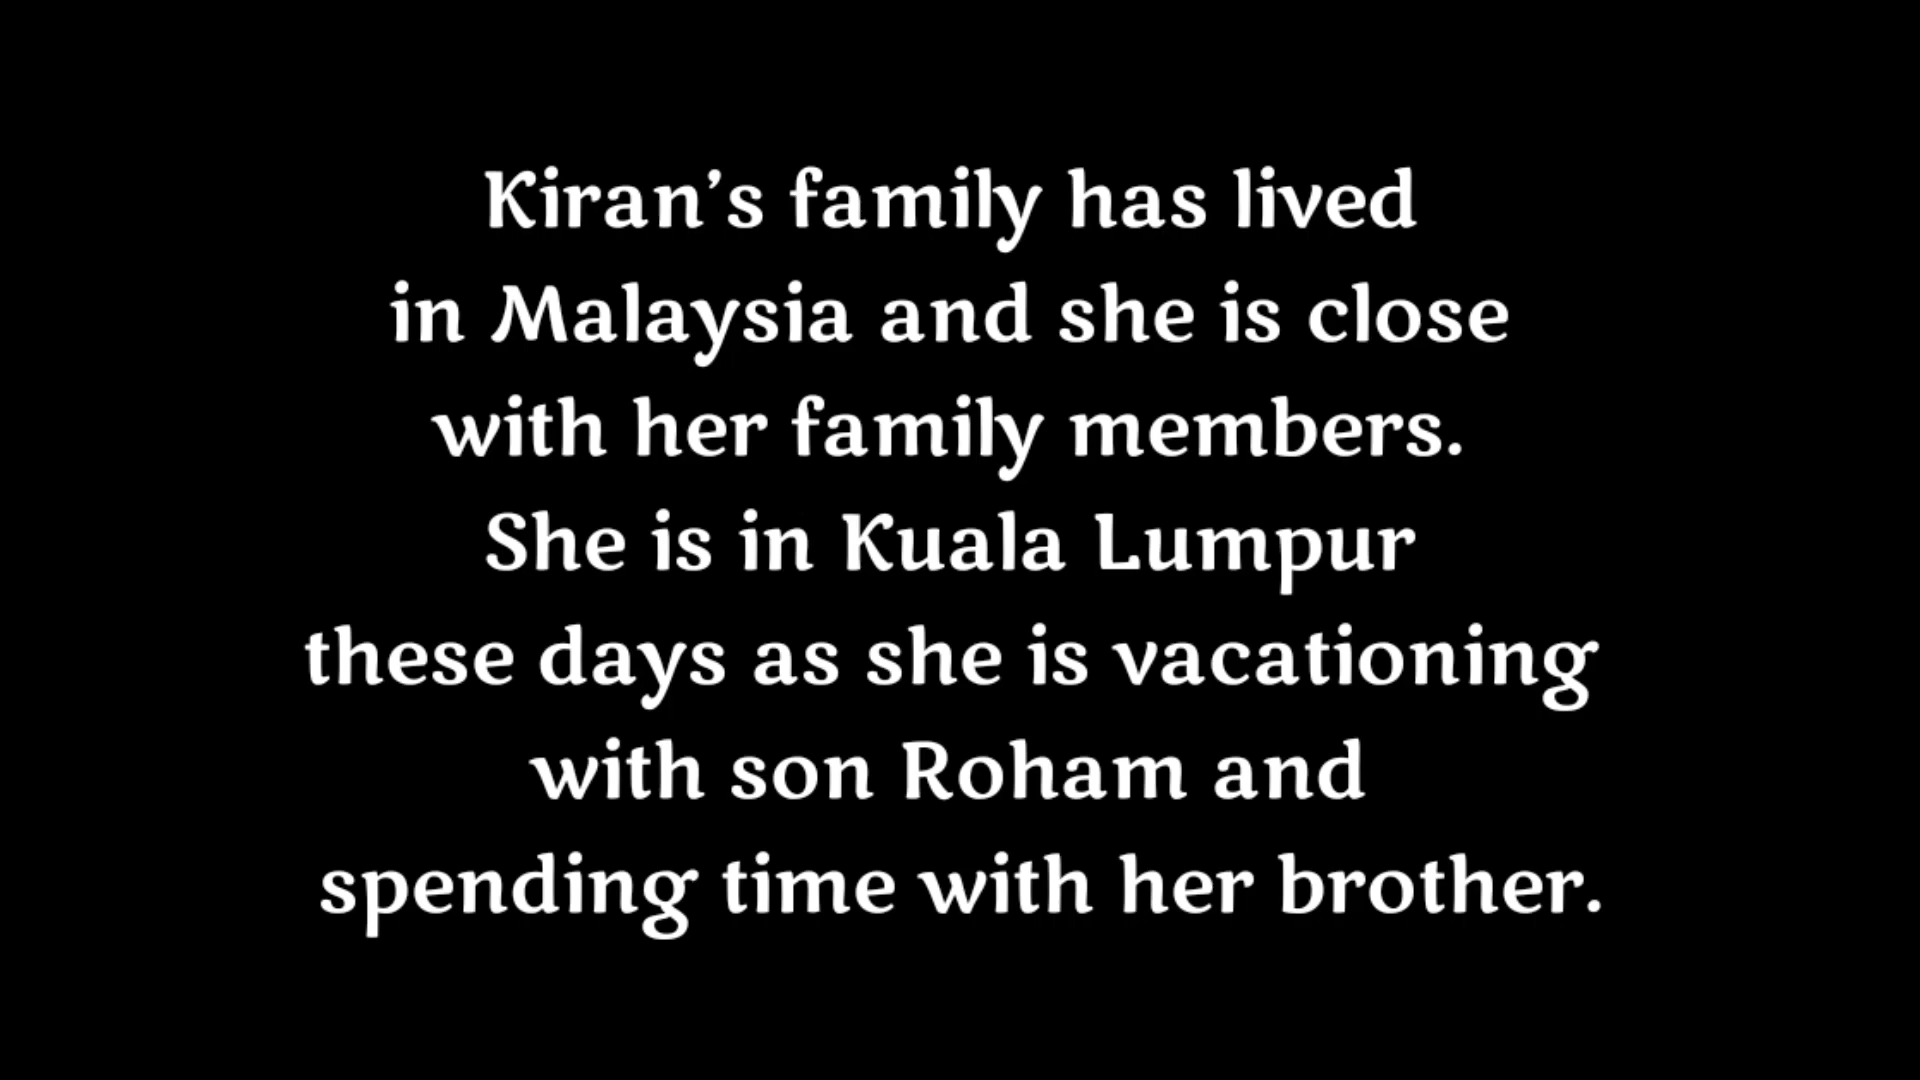 Kiran’s family has lived
in Malaysia and she is close
with her family members.
She is in Kuala Lumpur
these days as she is vacationing
with son Roham and
spending time with her brother.